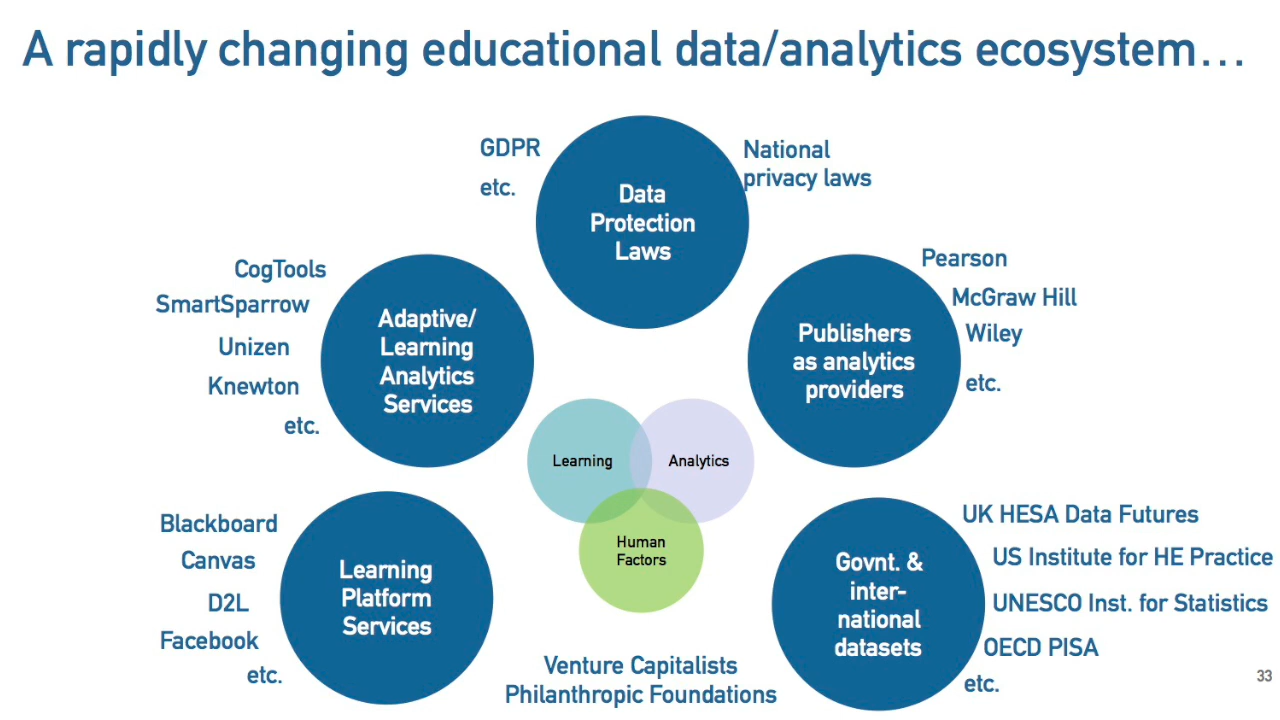 A rapidly changing educational data/analytics ecosystem...
GDPR
etc.
Data
Protection
Laws
National
privacy laws
CogTools
SmartSparrow
Unizen
Knewton
etc.
Adaptive/
Learning
Analytics
Services
Publishers
as analytics
providers
Pearson
McGraw Hill
Wiley
etc.
Learning
Analytics
Human
Factors
Blackboard
Canvas
D2L
Facebook
etc.
Learning
Platform
Services
Venture Capitalists
Philanthropic Foundations
Govnt. &
inter-
national
datasets
UK HESA Data Futures
US Institute for HE Practice
UNESCO Inst. for Statistics
OECD PISA
etc.
33